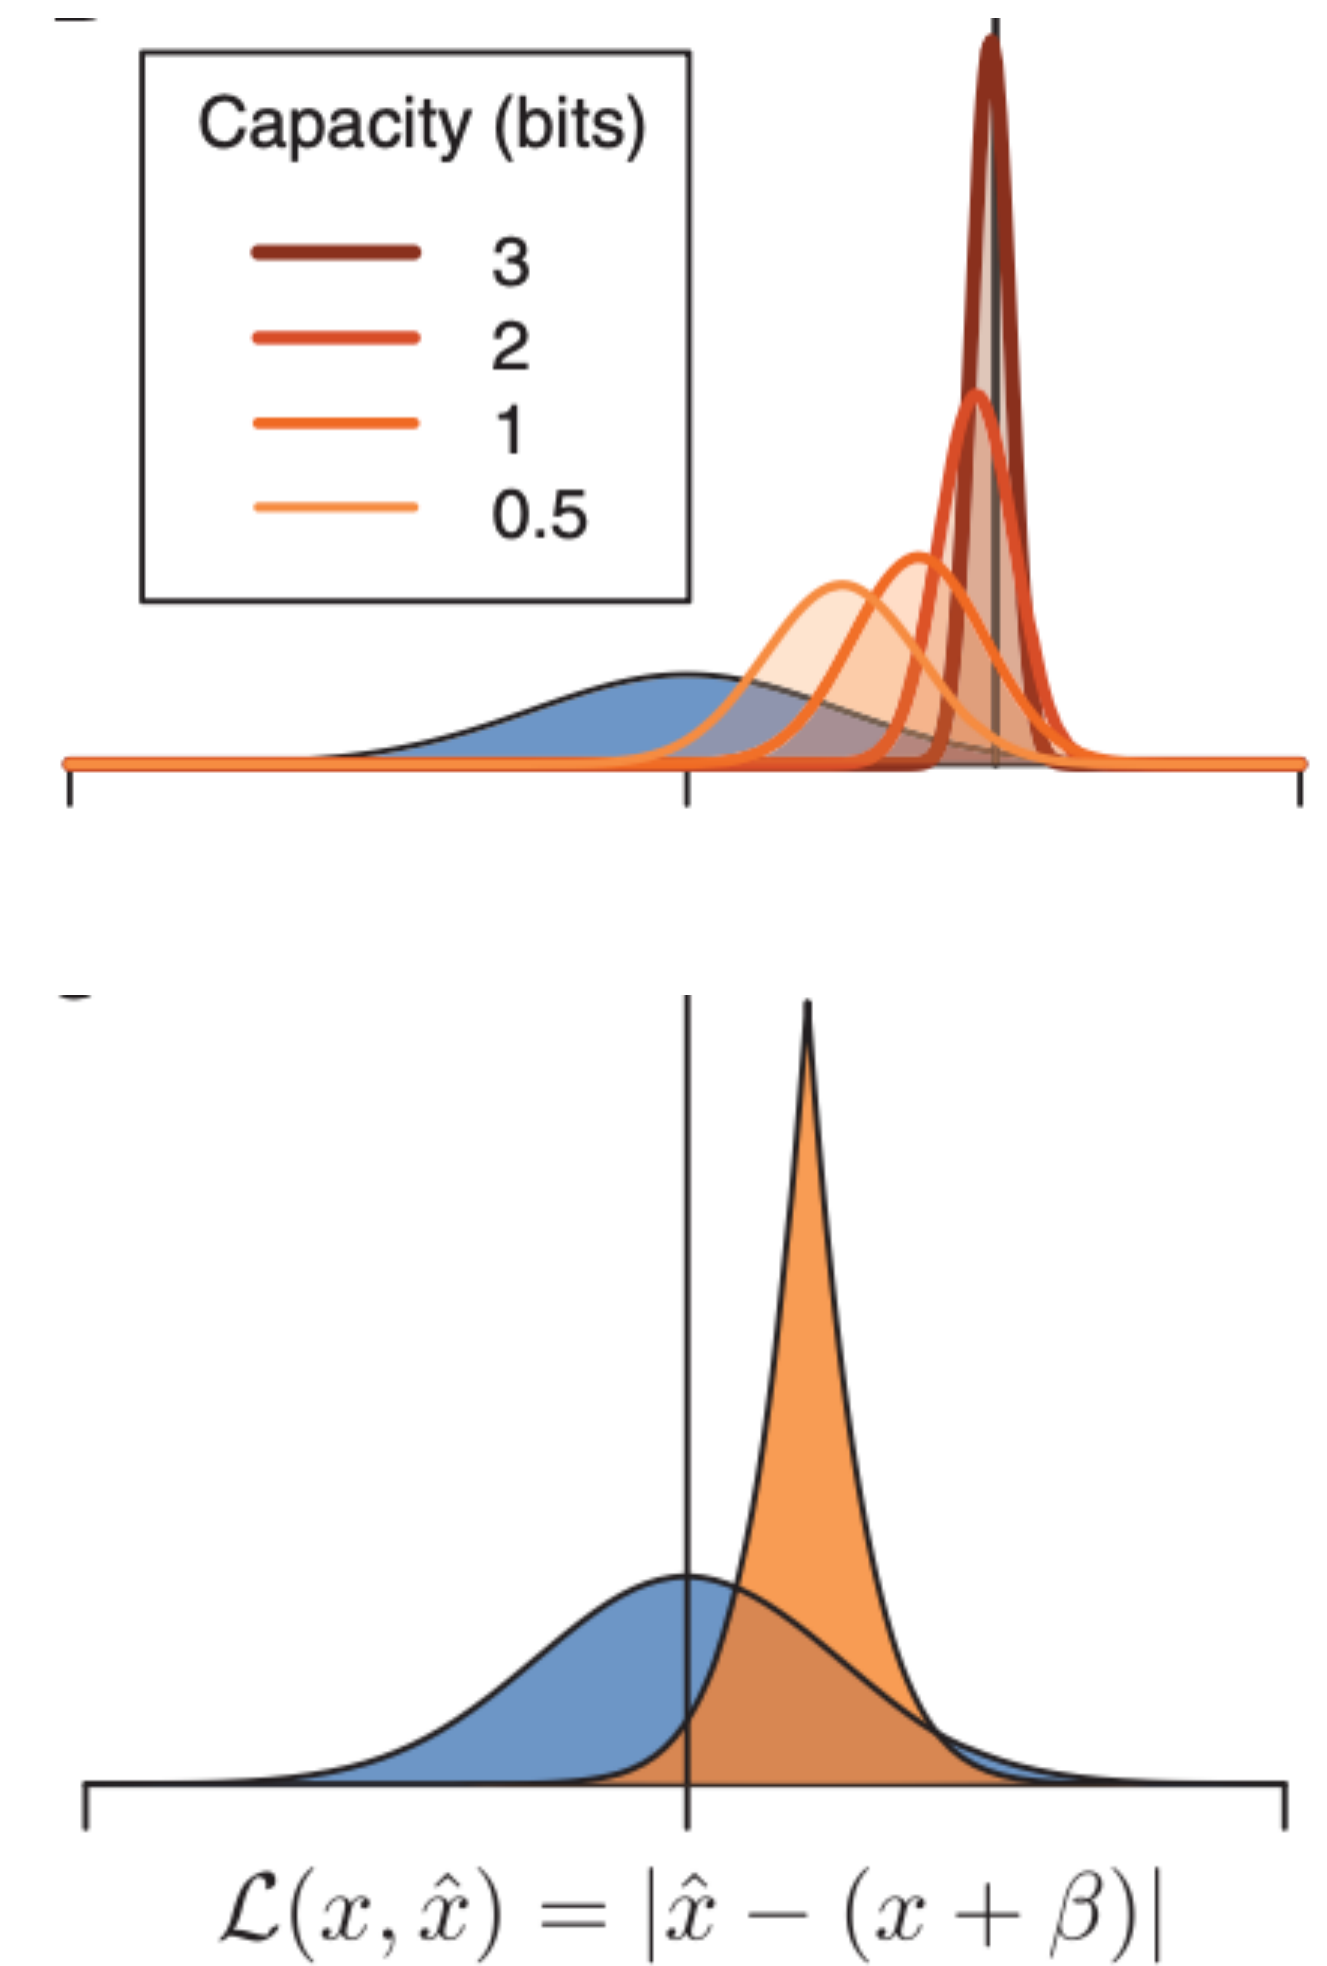 Capacity (bits)
3
2
1
0.5
ℒ(x, x̂) = |x̂ − (x + β)|